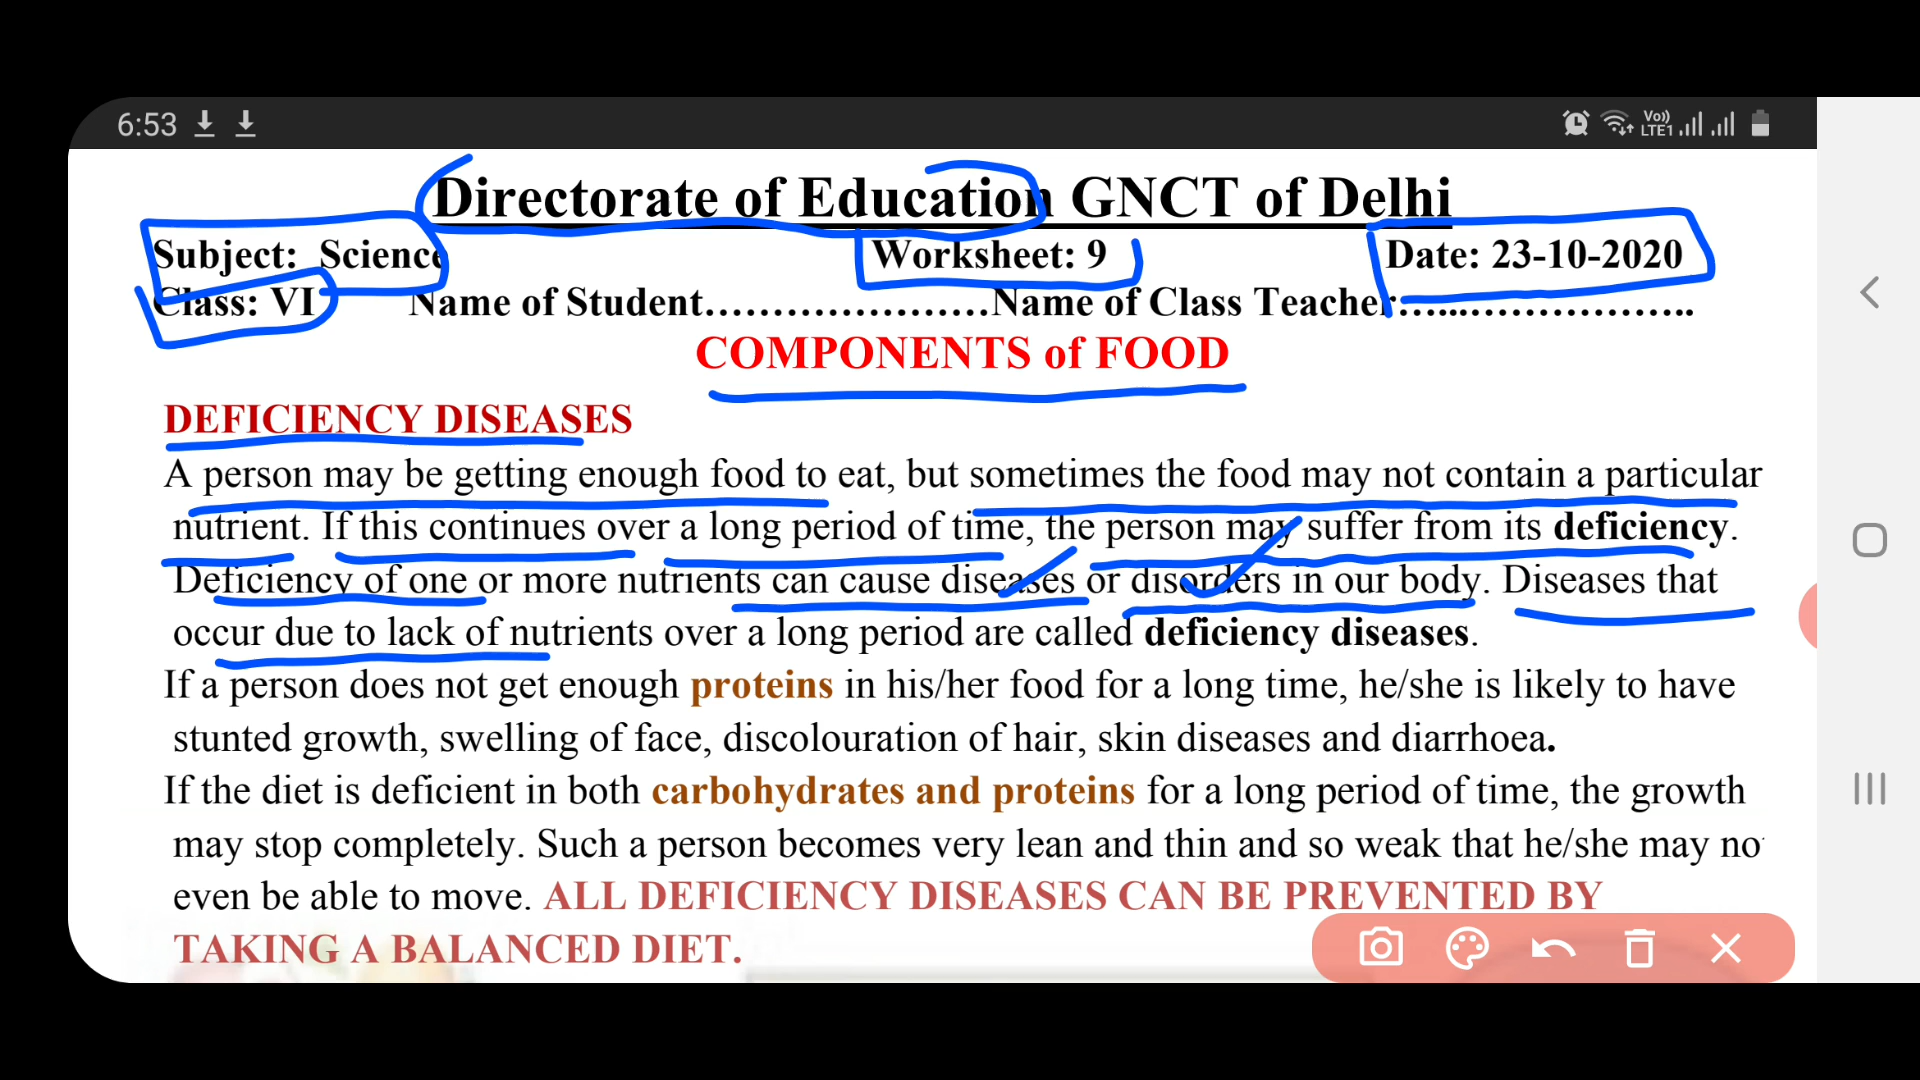 6:53 Vo)) LTE1
Directorate of Education GNCT of Delhi
Subject: Science Worksheet: 9 Date: 23-10-2020
Class: VI Name of Student.....................Name of Class Teacher:.......................
COMPONENTS of FOOD
DEFICIENCY DISEASES
A person may be getting enough food to eat, but sometimes the food may not contain a particular
nutrient. If this continues over a long period of time, the person may suffer from its deficiency.
Deficiency of one or more nutrients can cause diseases or disorders in our body. Diseases that
occur due to lack of nutrients over a long period are called deficiency diseases.
If a person does not get enough proteins in his/her food for a long time, he/she is likely to have
stunted growth, swelling of face, discolouration of hair, skin diseases and diarrhoea.
If the diet is deficient in both carbohydrates and proteins for a long period of time, the growth
may stop completely. Such a person becomes very lean and thin and so weak that he/she may no
even be able to move. ALL DEFICIENCY DISEASES CAN BE PREVENTED BY
TAKING A BALANCED DIET.